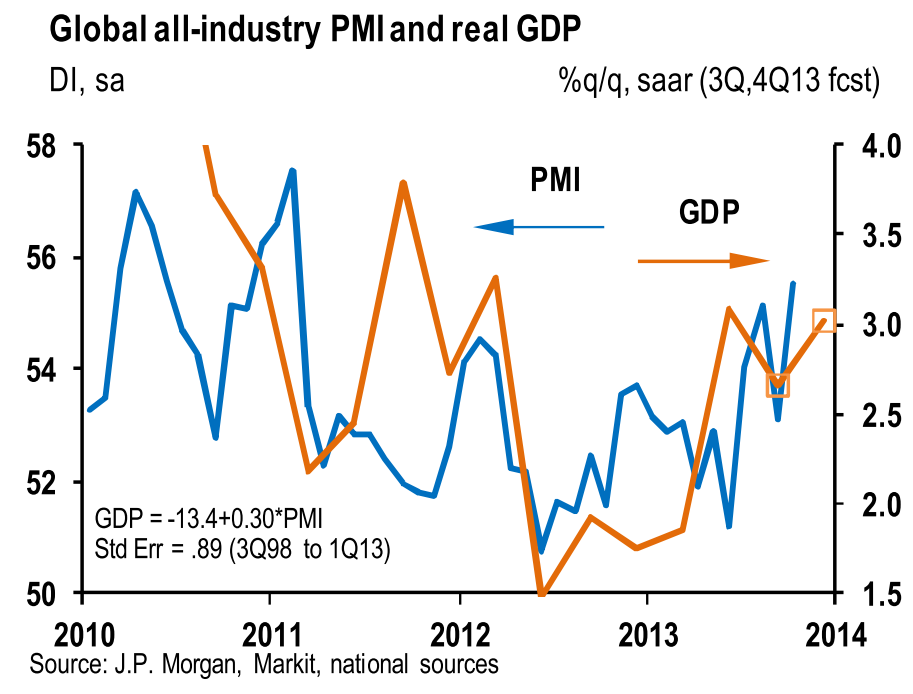 Global all-industry PMI and real GDP
DI, sa
%q/q, saar (3Q,4Q13 fcst)
58
4.0
PMI
GDP
3.5
56
3.0
54
2.5
52
2.0
GDP = -13.4+0.30*PMI
Std Err = .89 (3Q98 to 1Q13)
50
1.5
2010 2011 2012 2013 2014
Source: J.P. Morgan, Markit, national sources